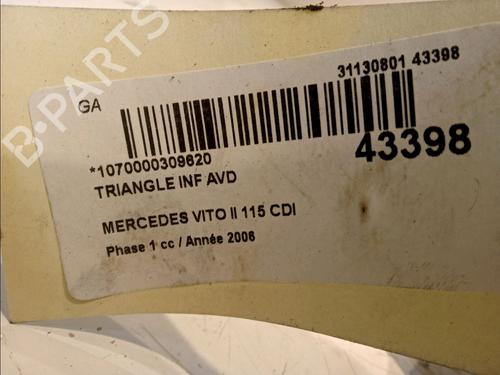 B-PARTS
GA
31130801 43398
*1070000309620
43398
TRIANGLE INF AVD
MERCEDES VITO II 115 CDI
Phase 1 cc / Année 2006